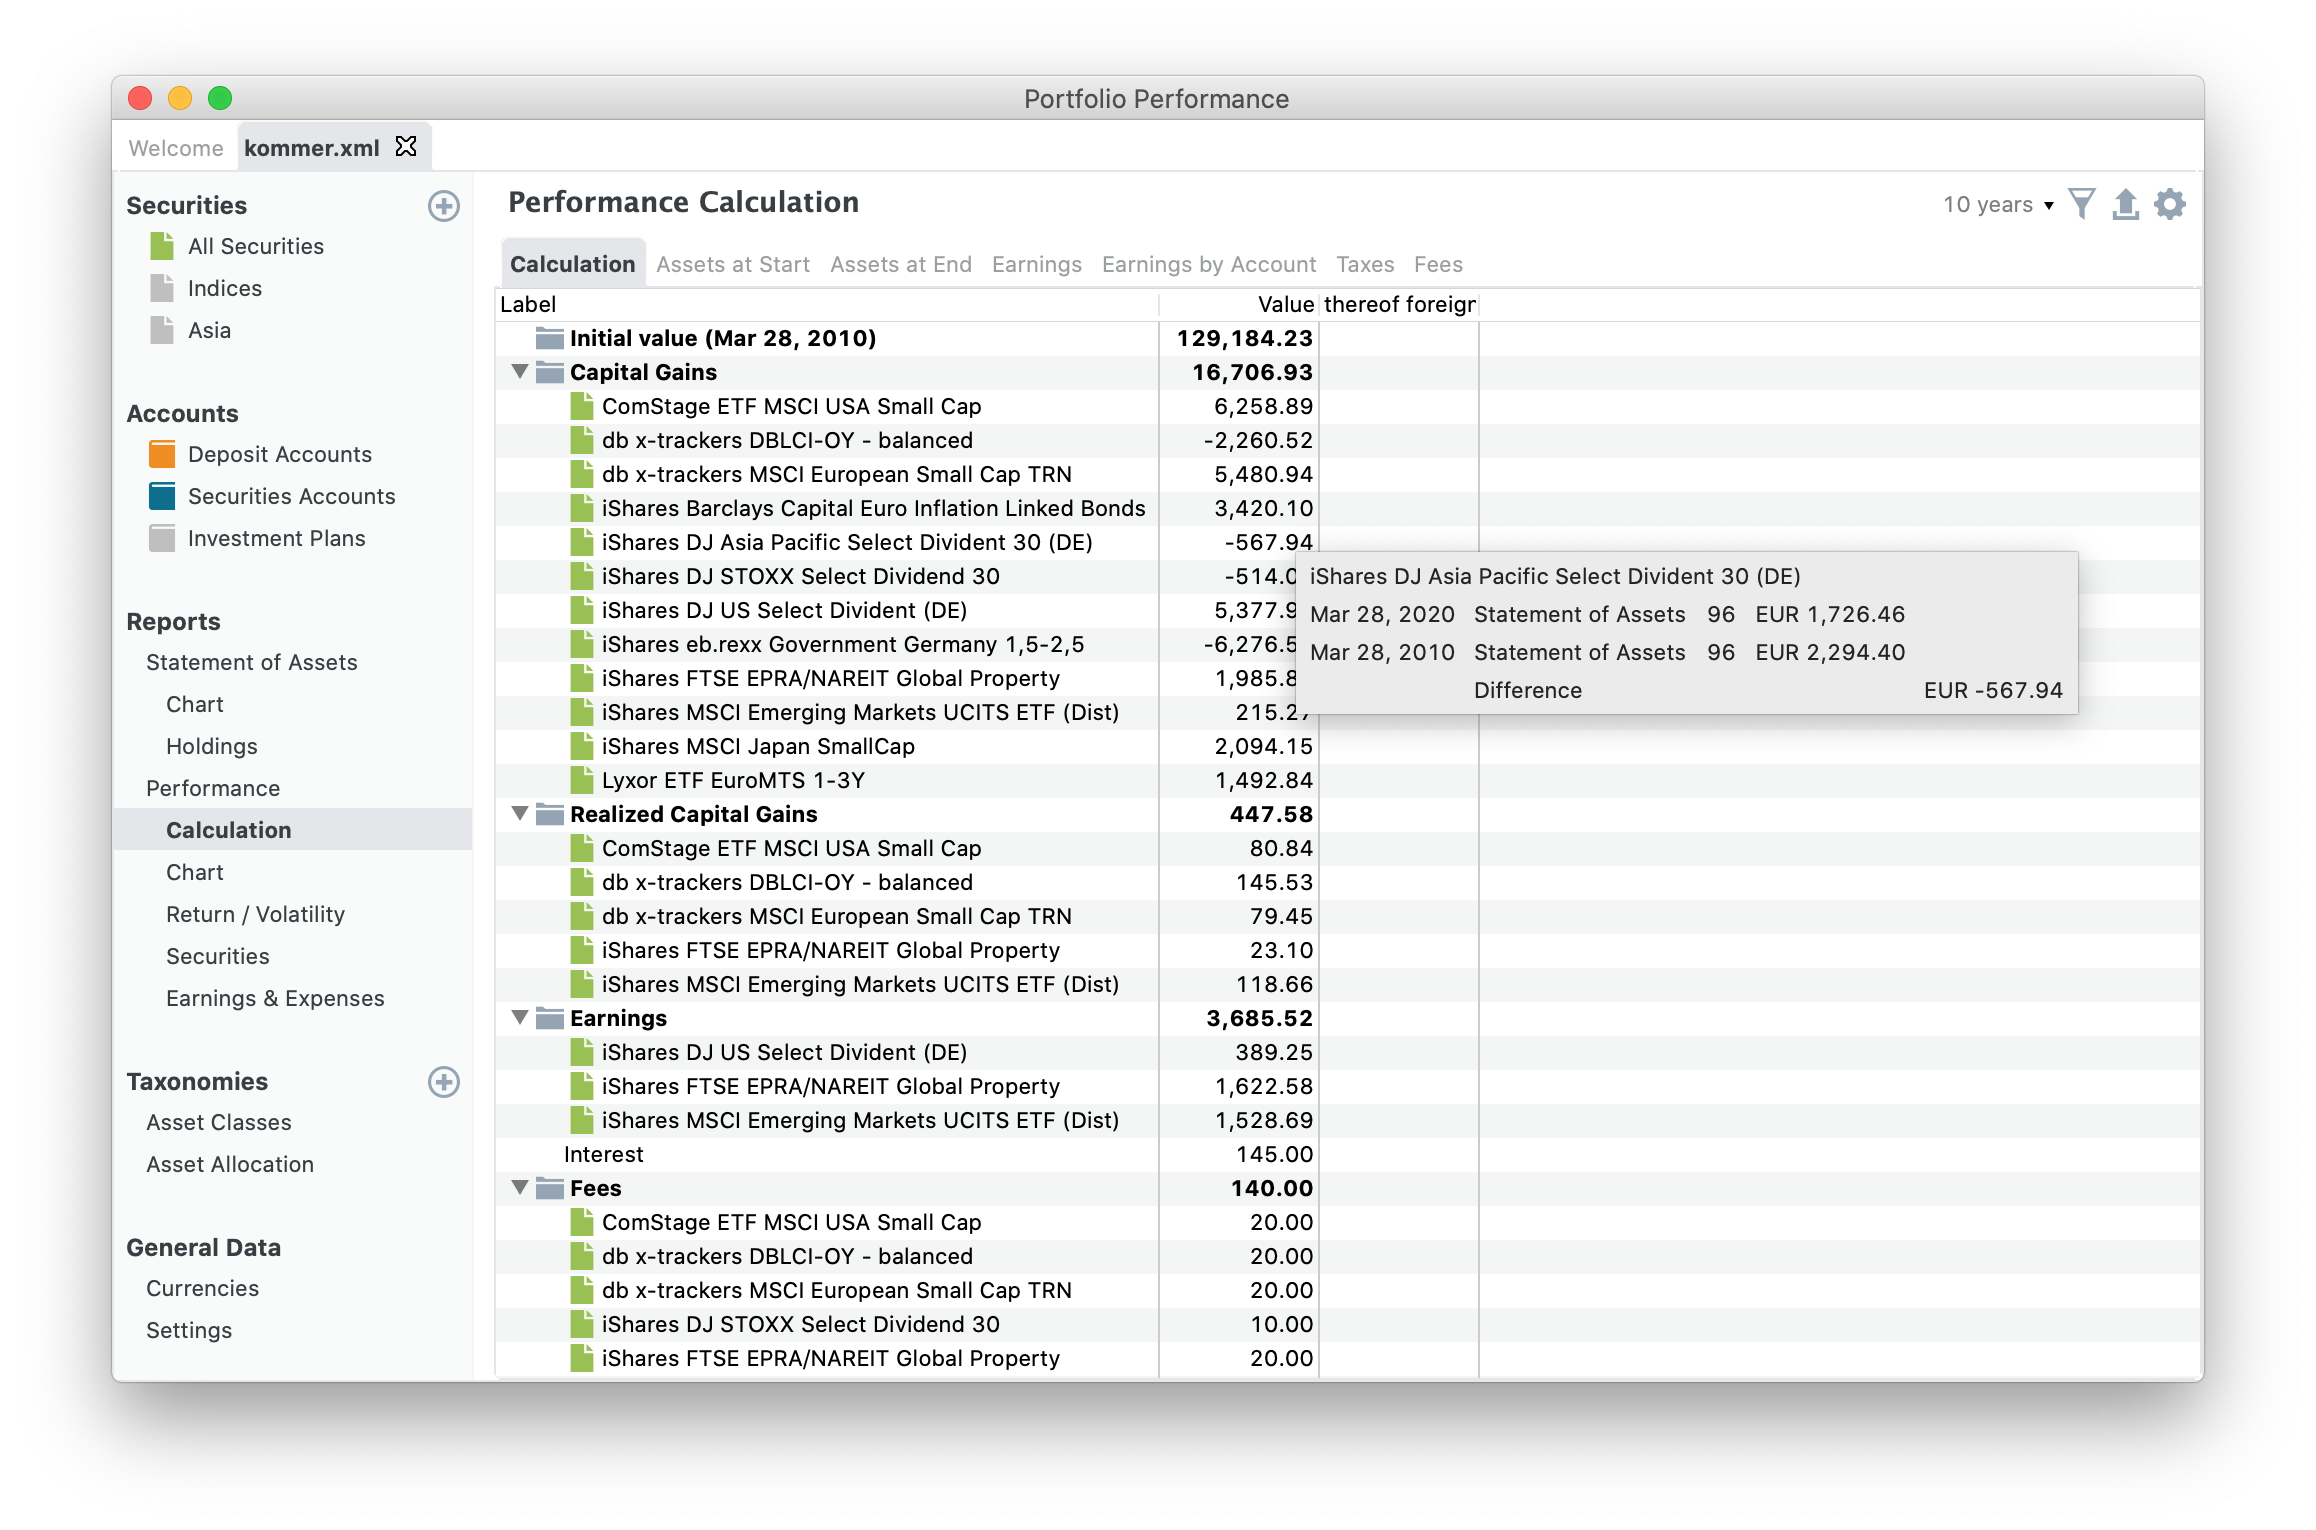 Portfolio Performance
Welcome kommer.xml
Securities
All Securities
Indices
Asia
Accounts
Deposit Accounts
Securities Accounts
Investment Plans
Reports
Statement of Assets
Chart
Holdings
Performance
Calculation
Chart
Return / Volatility
Securities
Earnings & Expenses
Taxonomies
Asset Classes
Asset Allocation
General Data
Currencies
Settings
Performance Calculation
10 years
Calculation Assets at Start Assets at End Earnings Earnings by Account Taxes Fees
Label Value thereof foreign
Initial value (Mar 28, 2010) 129,184.23
Capital Gains 16,706.93
ComStage ETF MSCI USA Small Cap 6,258.89
db x-trackers DBLCI-OY - balanced -2,260.52
db x-trackers MSCI European Small Cap TRN 5,480.94
iShares Barclays Capital Euro Inflation Linked Bonds 3,420.10
iShares DJ Asia Pacific Select Divident 30 (DE) -567.94
iShares DJ STOXX Select Dividend 30 -514.0
iShares DJ US Select Divident (DE) 5,377.9
iShares eb.rexx Government Germany 1,5-2,5 -6,276.5
iShares FTSE EPRA/NAREIT Global Property 1,985.8
iShares MSCI Emerging Markets UCITS ETF (Dist) 215.27
iShares MSCI Japan SmallCap 2,094.15
Lyxor ETF EuroMTS 1-3Y 1,492.84
Realized Capital Gains 447.58
ComStage ETF MSCI USA Small Cap 80.84
db x-trackers DBLCI-OY - balanced 145.53
db x-trackers MSCI European Small Cap TRN 79.45
iShares FTSE EPRA/NAREIT Global Property 23.10
iShares MSCI Emerging Markets UCITS ETF (Dist) 118.66
Earnings 3,685.52
iShares DJ US Select Divident (DE) 389.25
iShares FTSE EPRA/NAREIT Global Property 1,622.58
iShares MSCI Emerging Markets UCITS ETF (Dist) 1,528.69
Interest 145.00
Fees 140.00
ComStage ETF MSCI USA Small Cap 20.00
db x-trackers DBLCI-OY - balanced 20.00
db x-trackers MSCI European Small Cap TRN 20.00
iShares DJ STOXX Select Dividend 30 10.00
iShares FTSE EPRA/NAREIT Global Property 20.00
iShares DJ Asia Pacific Select Divident 30 (DE)
Mar 28, 2020 Statement of Assets 96 EUR 1,726.46
Mar 28, 2010 Statement of Assets 96 EUR 2,294.40
Difference EUR -567.94